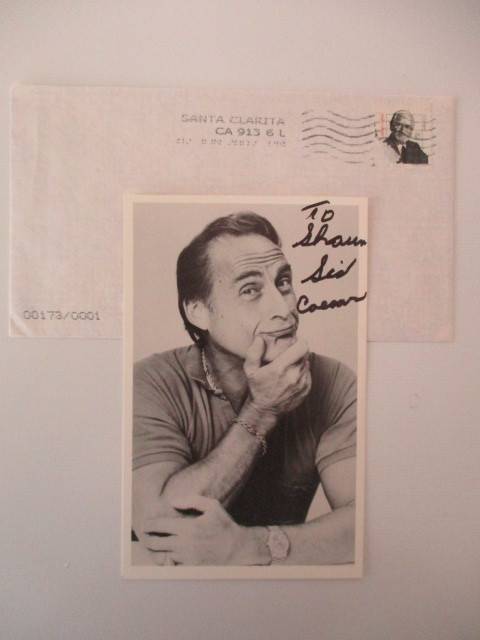 SANTA CLARITA
CA 913 6 L
00173/0001
TO
Shaun
Sid
Caesar